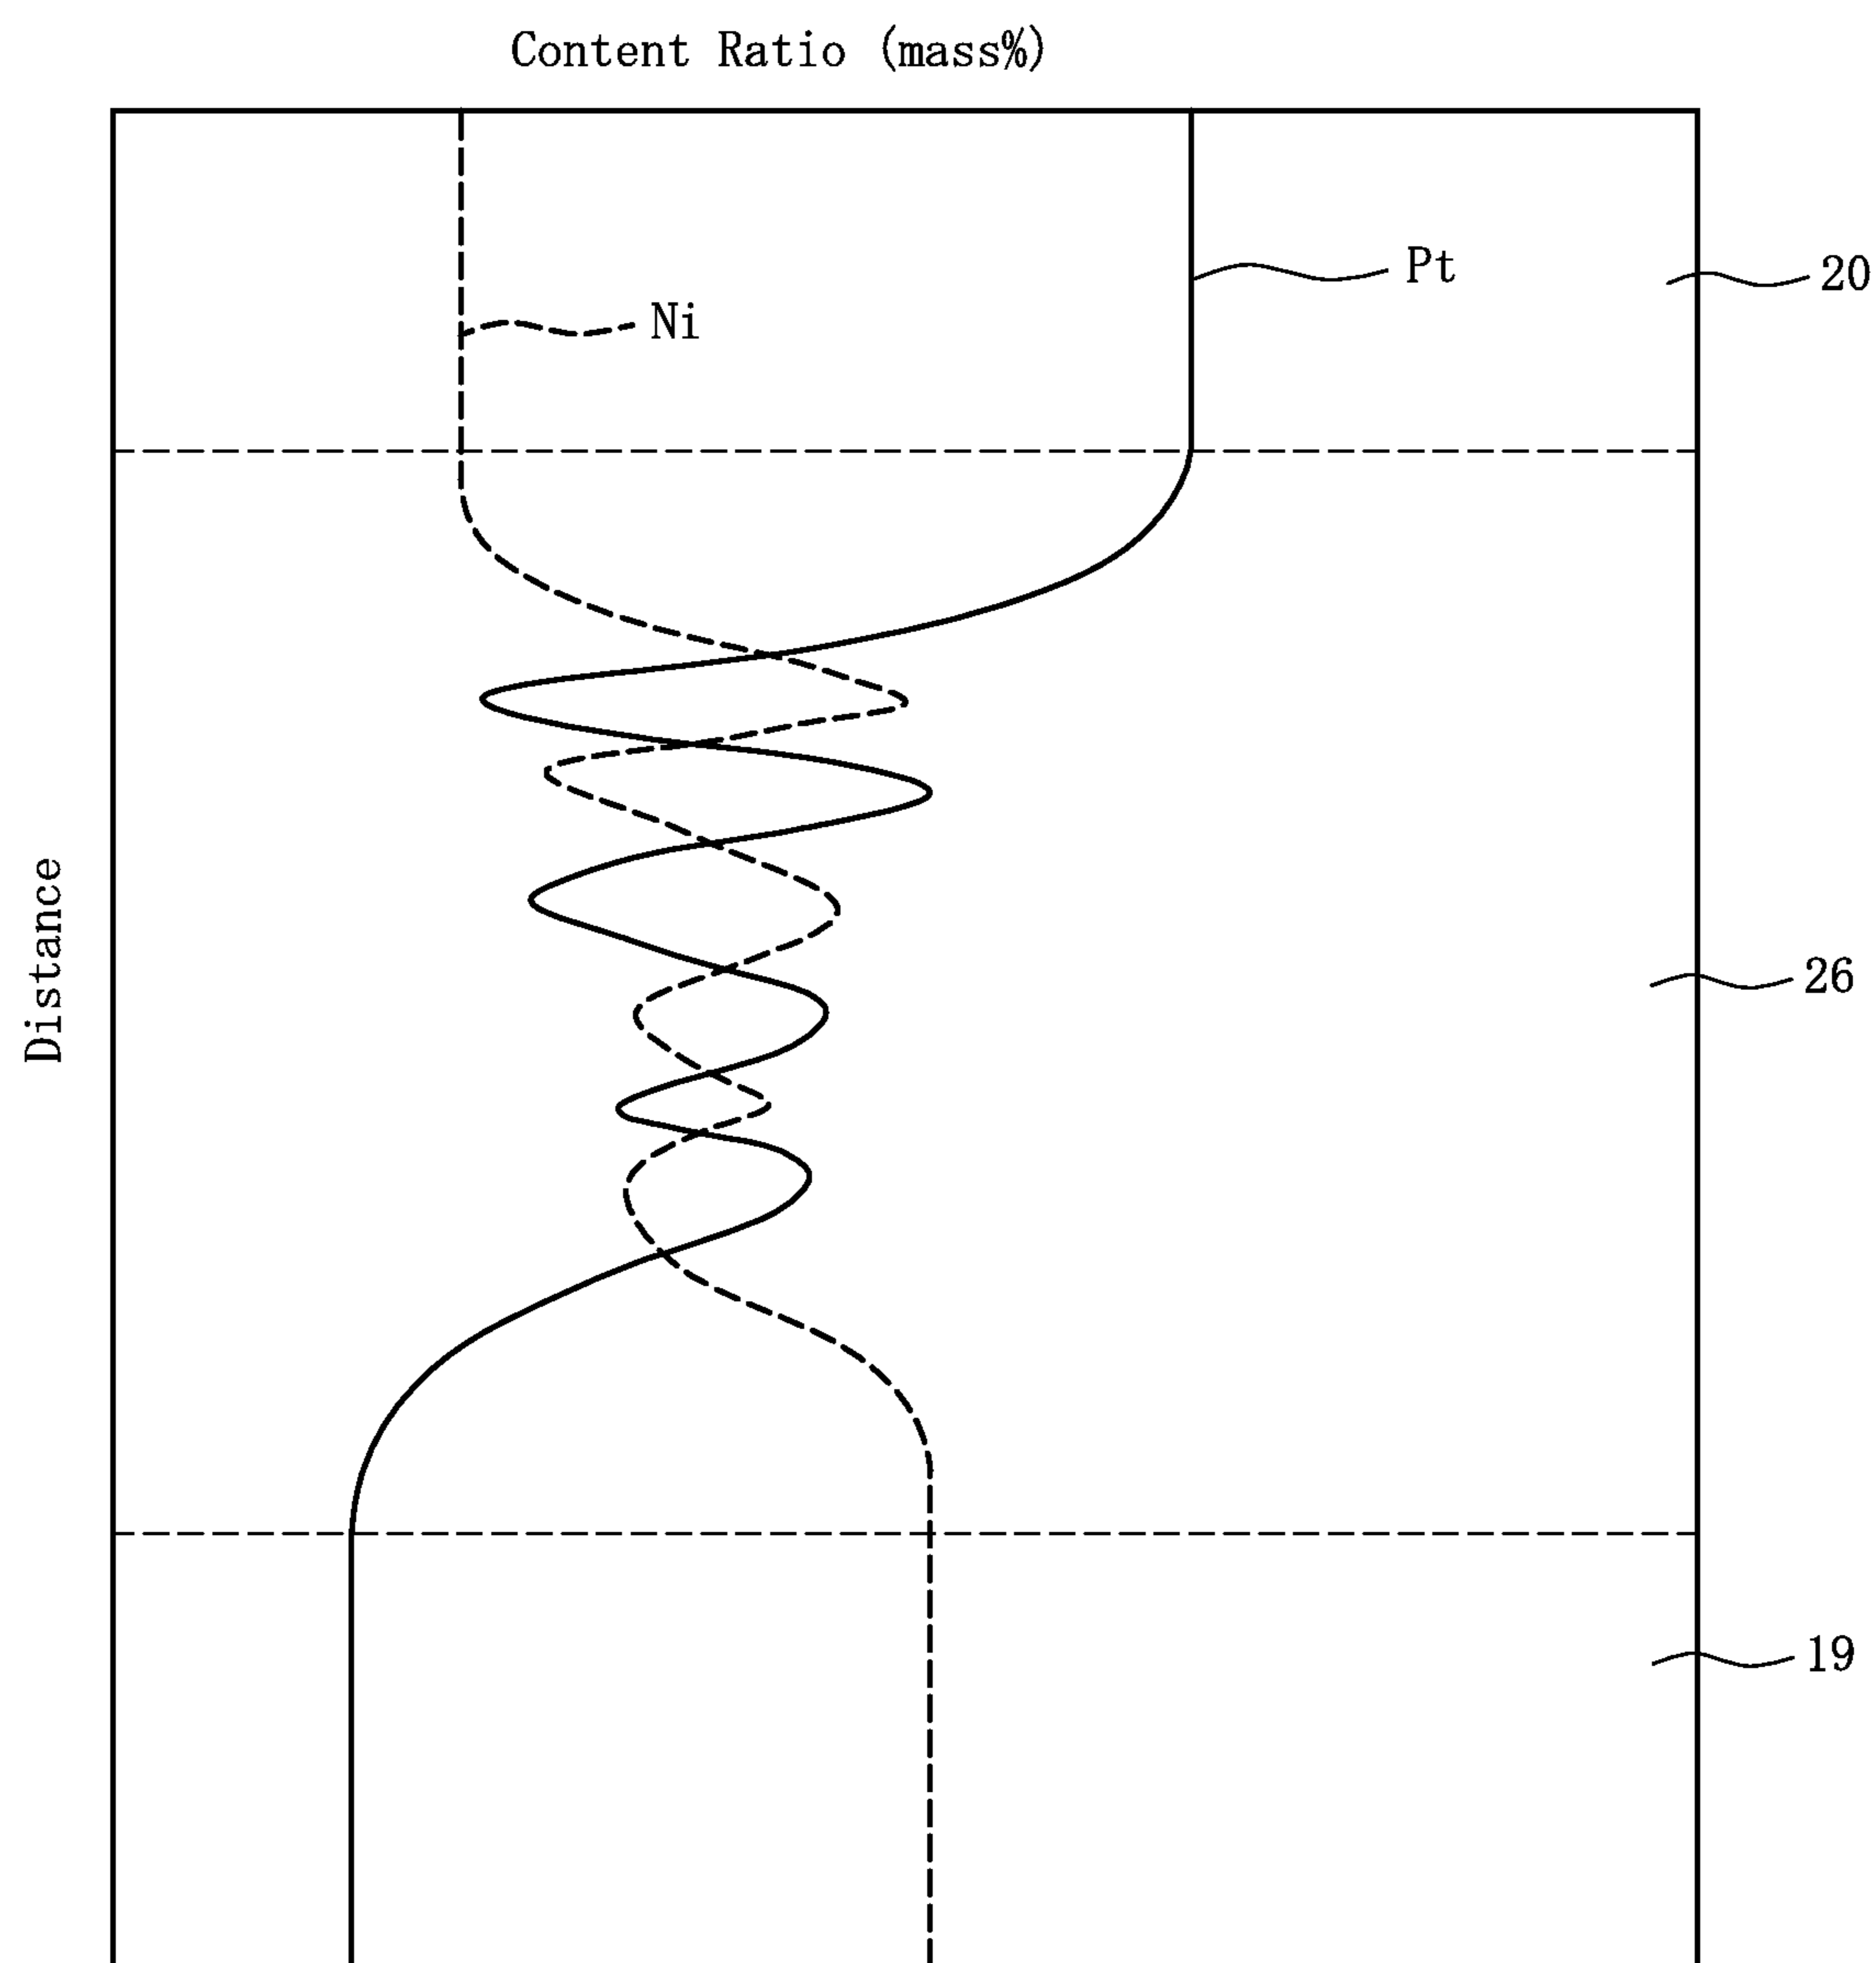 Content Ratio (mass%)
Pt
20
Ni
Distance
26
19